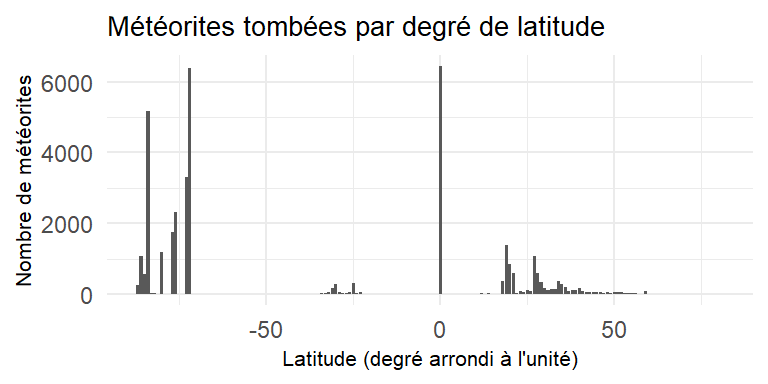 Météorites tombées par degré de latitude
Nombre de météorites
6000
4000
2000
0
-50
0
50
Latitude (degré arrondi à l'unité)